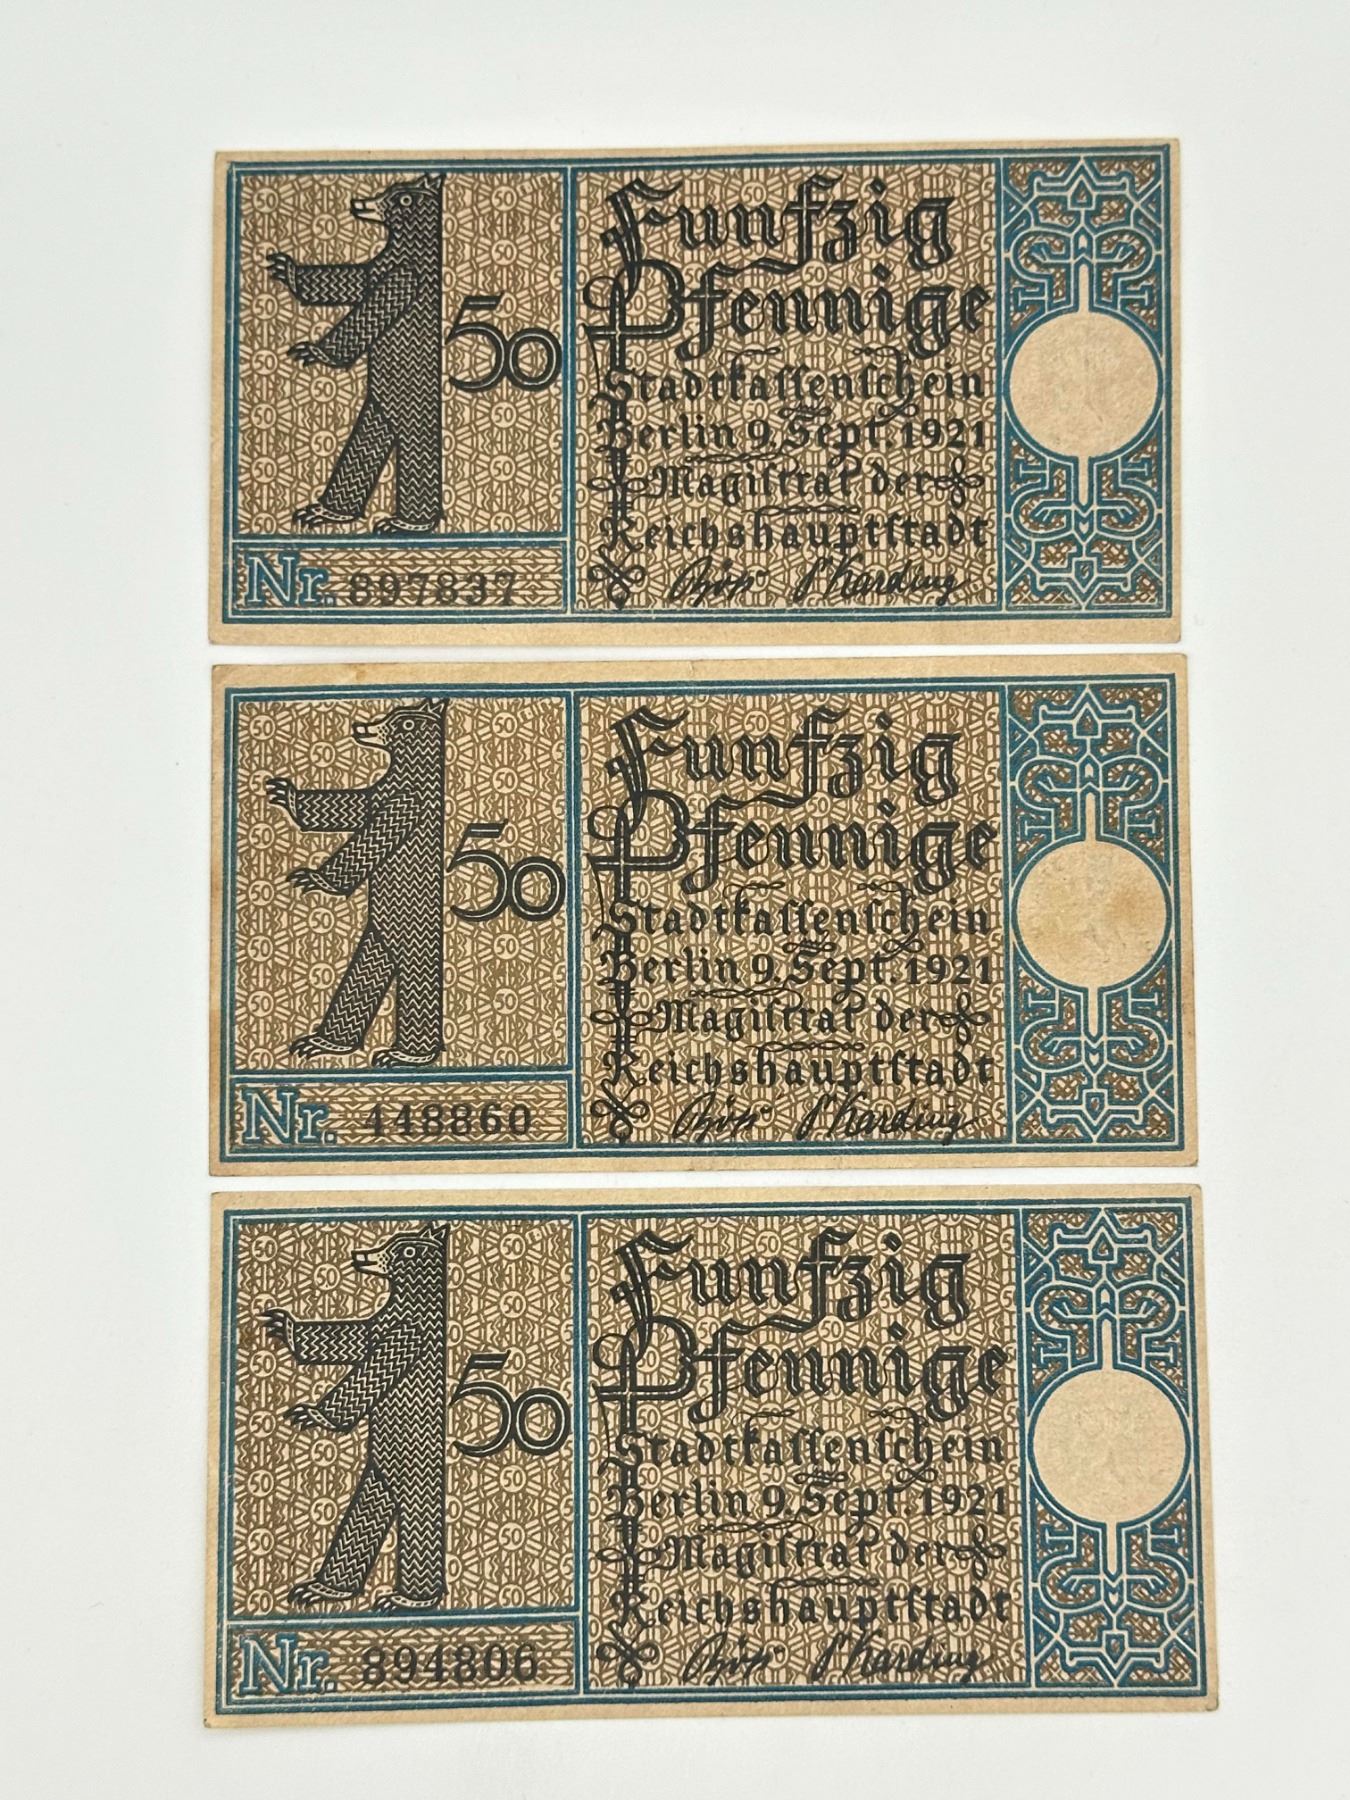 Funfzig
Pfennige
50
Stadtkassenschein
Berlin 9. Sept. 1921
Magistrat der
Reichshauptstadt
Nr. 897837
Funfzig
Pfennige
50
Stadtkassenschein
Berlin 9. Sept. 1921
Magistrat der
Reichshauptstadt
Nr. 448860
Funfzig
Pfennige
50
Stadtkassenschein
Berlin 9. Sept. 1921
Magistrat der
Reichshauptstadt
Nr. 894806